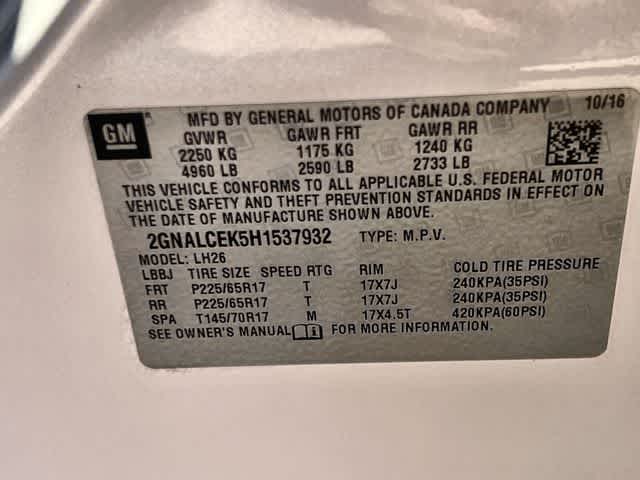 GM
MFD BY GENERAL MOTORS OF CANADA COMPANY 10/16
GVWR GAWR FRT GAWR RR
2250 KG 1175 KG 1240 KG
4960 LB 2590 LB 2733 LB
THIS VEHICLE CONFORMS TO ALL APPLICABLE U.S. FEDERAL MOTOR
VEHICLE SAFETY AND THEFT PREVENTION STANDARDS IN EFFECT ON
THE DATE OF MANUFACTURE SHOWN ABOVE.
2GNALCEK5H1537932 TYPE: M.P.V.
MODEL: LH26
LBBJ TIRE SIZE SPEED RTG RIM COLD TIRE PRESSURE
FRT P225/65R17 T 17X7J 240KPA(35PSI)
RR P225/65R17 T 17X7J 240KPA(35PSI)
SPA T145/70R17 M 17X4.5T 420KPA(60PSI)
SEE OWNER'S MANUAL FOR MORE INFORMATION.